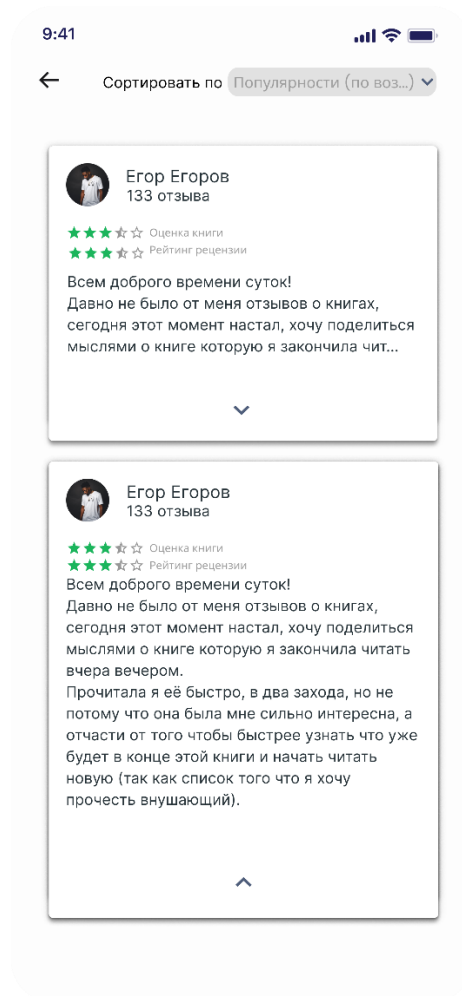 9:41
Сортировать по Популярности (по воз...)
Егор Егоров
133 отзыва
Оценка книги
Рейтинг рецензии
Всем доброго времени суток!
Давно не было от меня отзывов о книгах,
сегодня этот момент настал, хочу поделиться
мыслями о книге которую я закончила чит...
Егор Егоров
133 отзыва
Оценка книги
Рейтинг рецензии
Всем доброго времени суток!
Давно не было от меня отзывов о книгах,
сегодня этот момент настал, хочу поделиться
мыслями о книге которую я закончила читать
вчера вечером.
Прочитала я её быстро, в два захода, но не
потому что она была мне сильно интересна, а
отчасти от того чтобы быстрее узнать что уже
будет в конце этой книги и начать читать
новую (так как список того что я хочу
прочесть внушающий).